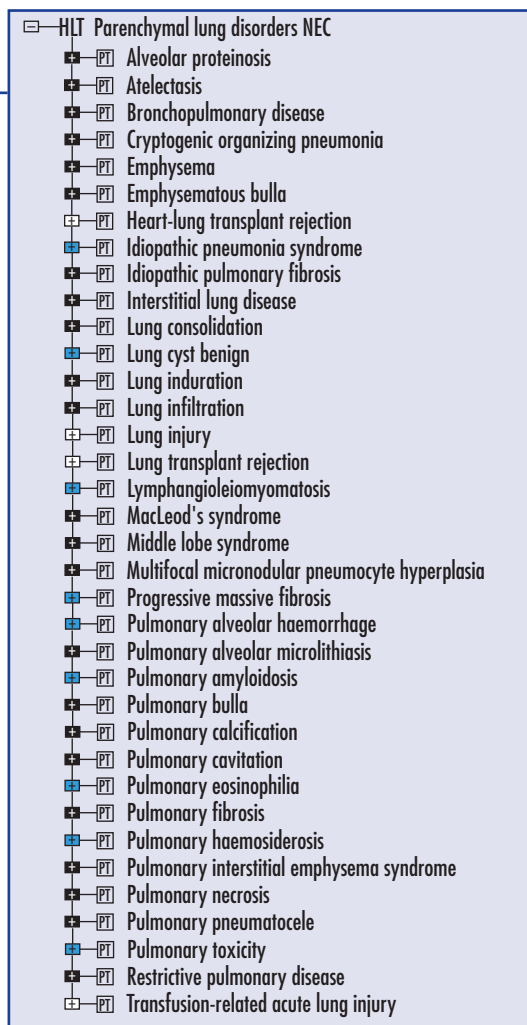 HLT Parenchymal lung disorders NEC
PT Alveolar proteinosis
PT Atelectasis
PT Bronchopulmonary disease
PT Cryptogenic organizing pneumonia
PT Emphysema
PT Emphysematous bulla
PT Heart-lung transplant rejection
PT Idiopathic pneumonia syndrome
PT Idiopathic pulmonary fibrosis
PT Interstitial lung disease
PT Lung consolidation
PT Lung cyst benign
PT Lung induration
PT Lung infiltration
PT Lung injury
PT Lung transplant rejection
PT Lymphangioleiomyomatosis
PT MacLeod's syndrome
PT Middle lobe syndrome
PT Multifocal micronodular pneumocyte hyperplasia
PT Progressive massive fibrosis
PT Pulmonary alveolar haemorrhage
PT Pulmonary alveolar microlithiasis
PT Pulmonary amyloidosis
PT Pulmonary bulla
PT Pulmonary calcification
PT Pulmonary cavitation
PT Pulmonary eosinophilia
PT Pulmonary fibrosis
PT Pulmonary haemosiderosis
PT Pulmonary interstitial emphysema syndrome
PT Pulmonary necrosis
PT Pulmonary pneumatocele
PT Pulmonary toxicity
PT Restrictive pulmonary disease
PT Transfusion-related acute lung injury